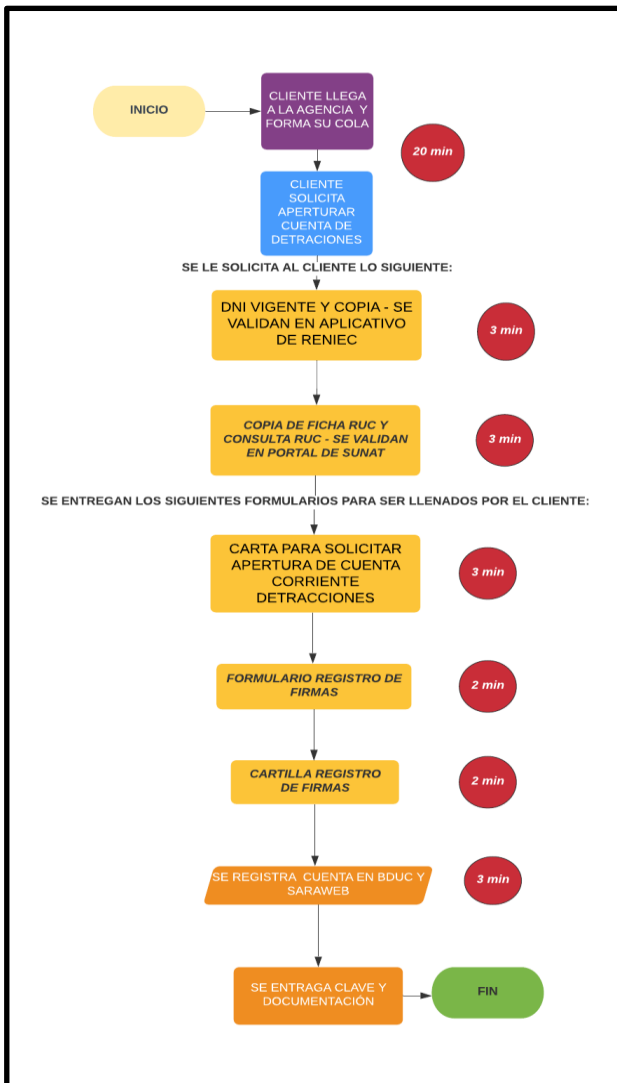 INICIO
CLIENTE LLEGA
A LA AGENCIA Y
FORMA SU COLA
20 min
CLIENTE
SOLICITA
APERTURAR
CUENTA DE
DETRACIONES
SE LE SOLICITA AL CLIENTE LO SIGUIENTE:
DNI VIGENTE Y COPIA - SE
VALIDAN EN APLICATIVO
DE RENIEC
3 min
COPIA DE FICHA RUC Y
CONSULTA RUC - SE VALIDAN
EN PORTAL DE SUNAT
3 min
SE ENTREGAN LOS SIGUIENTES FORMULARIOS PARA SER LLENADOS POR EL CLIENTE:
CARTA PARA SOLICITAR
APERTURA DE CUENTA
CORRIENTE
DETRACCIONES
3 min
FORMULARIO REGISTRO DE
FIRMAS
2 min
CARTILLA REGISTRO
DE FIRMAS
2 min
SE REGISTRA CUENTA EN BDUC Y
SARAWEB
3 min
SE ENTRAGA CLAVE Y
DOCUMENTACIÓN
FIN